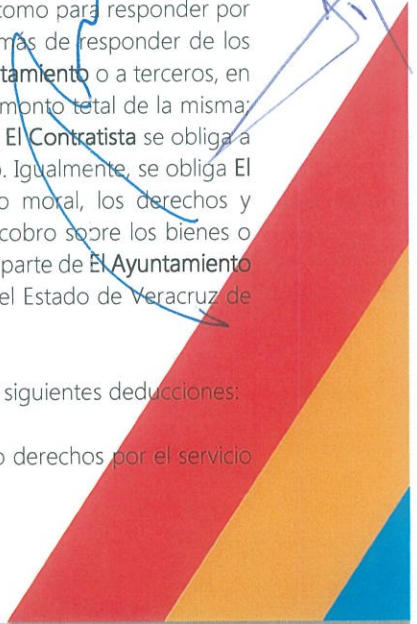 como para responder por
más de responder de los
tamiento o a terceros, en
monto total de la misma;
El Contratista se obliga a
. Igualmente, se obliga El
o moral, los derechos y
cobro sobre los bienes o
parte de El Ayuntamiento
el Estado de Veracruz de
siguientes deducciones:
o derechos por el servicio